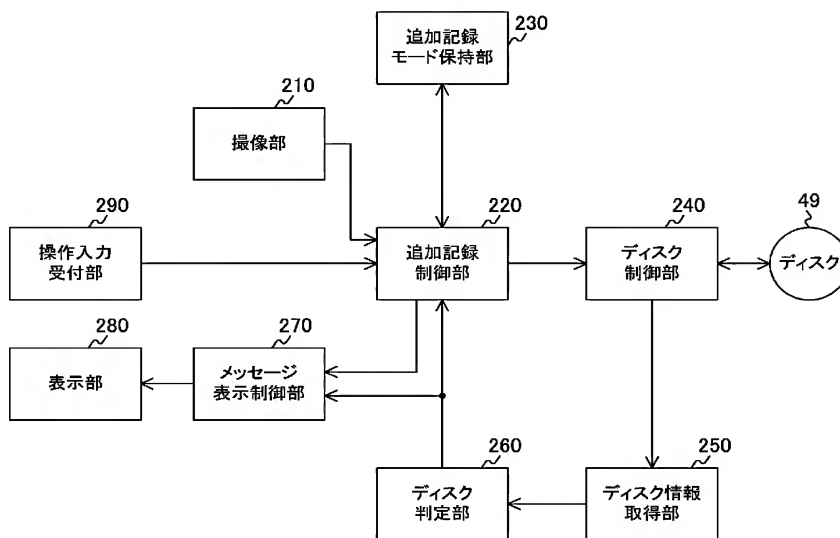 230
追加記録
モード保持部
210
撮像部
290
操作入力
受付部
220
追加記録
制御部
240
ディスク
制御部
49
ディスク
280
表示部
270
メッセージ
表示制御部
260
ディスク
判定部
250
ディスク情報
取得部